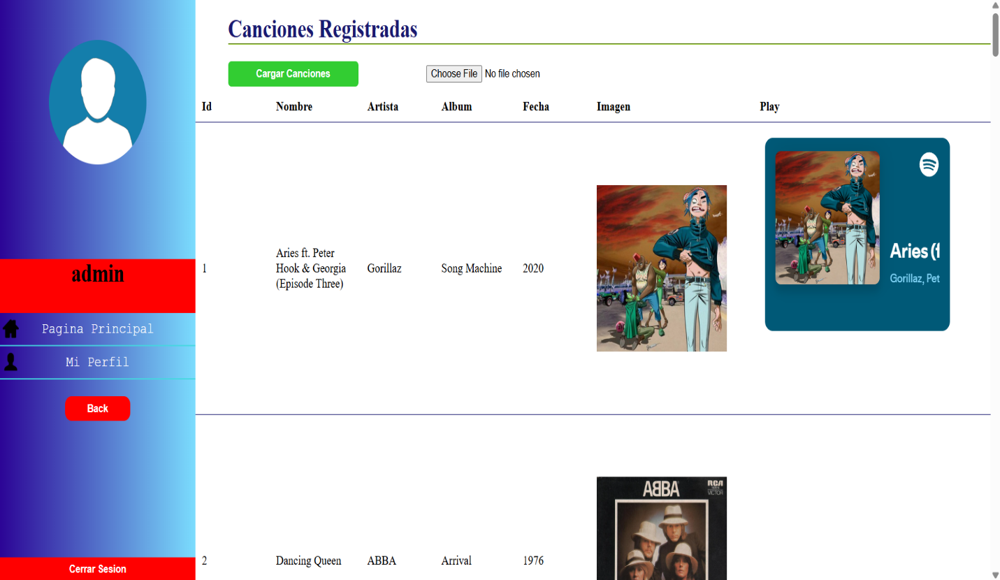 Canciones Registradas
Cargar Canciones
Choose File No file chosen
Id Nombre Artista Album Fecha Imagen Play
admin
Pagina Principal
Mi Perfil
Back
Cerrar Sesion
1
Aries ft. Peter
Hook & Georgia
(Episode Three)
Gorillaz
Song Machine
2020
Aries (f
Gorillaz, Pet
2
Dancing Queen
ABBA
Arrival
1976
ABBA
RCA
VICTOR